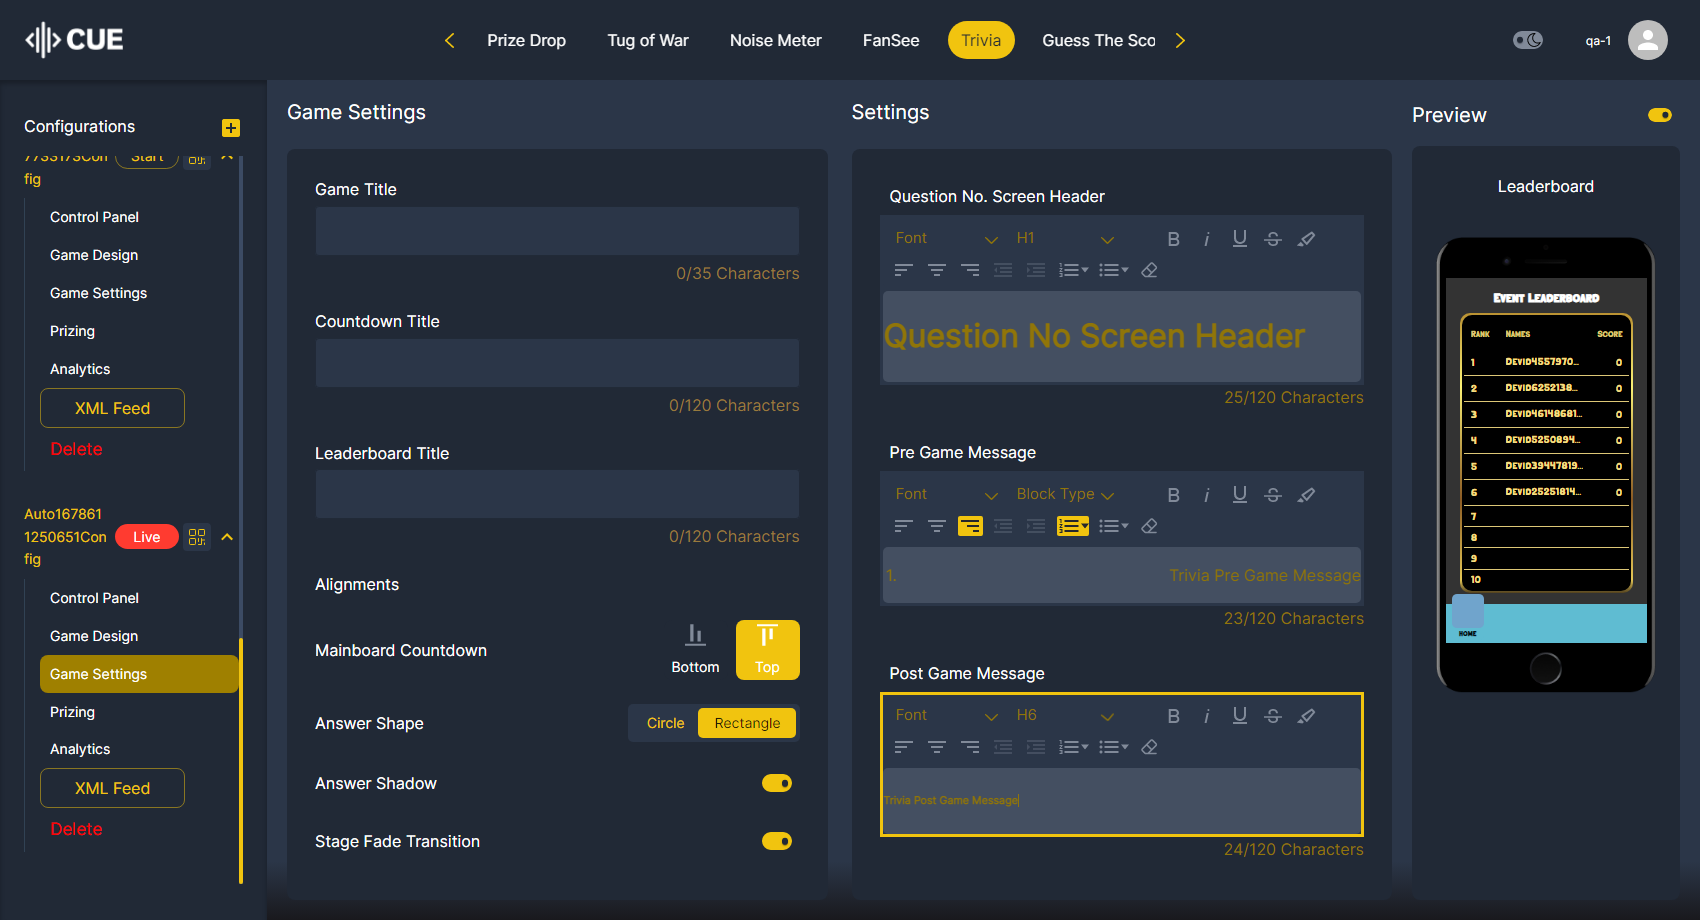 CUE
Prize Drop
Tug of War
Noise Meter
FanSee
Trivia
Guess The Sco
qa-1
Configurations
Start
fig
Control Panel
Game Design
Game Settings
Prizing
Analytics
XML Feed
Delete
Auto167861
1250651Con
fig
Live
Control Panel
Game Design
Game Settings
Prizing
Analytics
XML Feed
Delete
Game Settings
Game Title
0/35 Characters
Countdown Title
0/120 Characters
Leaderboard Title
0/120 Characters
Alignments
Mainboard Countdown
Bottom
Top
Answer Shape
Circle
Rectangle
Answer Shadow
Stage Fade Transition
Settings
Question No. Screen Header
Font
H1
B i U S
Question No Screen Header
25/120 Characters
Pre Game Message
Font
Block Type
B i U S
1. Trivia Pre Game Message
23/120 Characters
Post Game Message
Font
H6
B i U S
Trivia Post Game Message
24/120 Characters
Preview
Leaderboard
Event Leaderboard
Rank Names Score
1 Devid4557970... 0
2 Devid6252138... 0
3 Devid46148681... 0
4 Devid5250894... 0
5 Devid39447819... 0
6 Devid25251814... 0
7
8
9
10
HOME